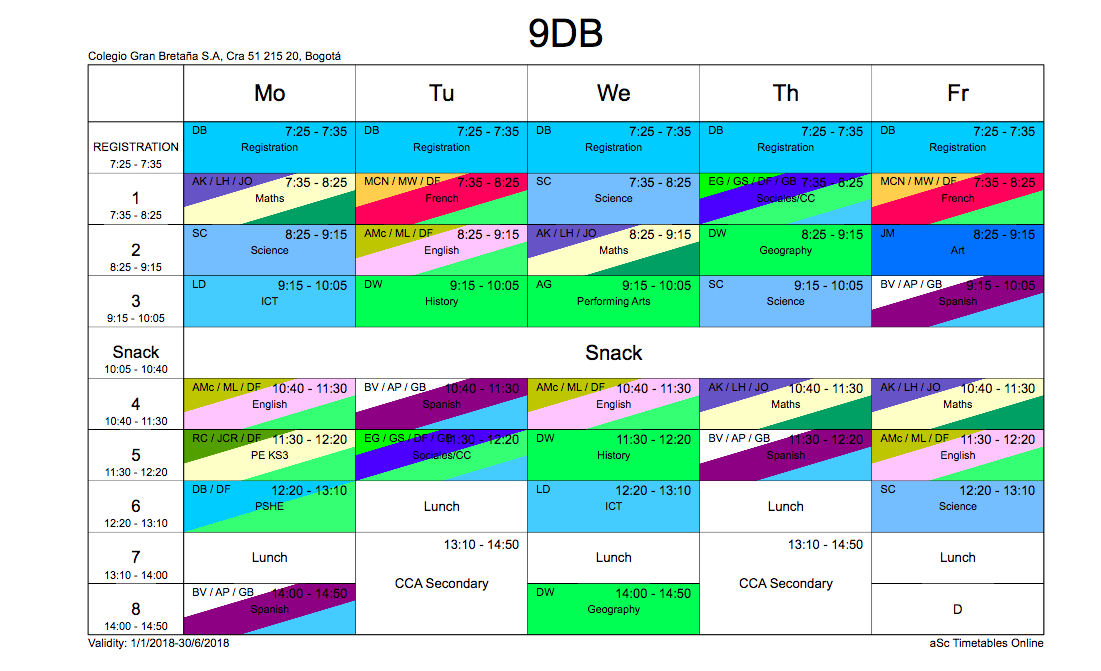 9DB
Colegio Gran Bretaña S.A, Cra 51 215 20, Bogotá
Mo Tu We Th Fr
REGISTRATION
7:25 - 7:35
DB 7:25 - 7:35
Registration
DB 7:25 - 7:35
Registration
DB 7:25 - 7:35
Registration
DB 7:25 - 7:35
Registration
DB 7:25 - 7:35
Registration
1
7:35 - 8:25
AK / LH / JO 7:35 - 8:25
Maths
MCN / MW / DF 7:35 - 8:25
French
SC 7:35 - 8:25
Science
EG / GS / DF / GB 7:35 - 8:25
Sociales/CC
MCN / MW / DF 7:35 - 8:25
French
2
8:25 - 9:15
SC 8:25 - 9:15
Science
AMc / ML / DF 8:25 - 9:15
English
AK / LH / JO 8:25 - 9:15
Maths
DW 8:25 - 9:15
Geography
JM 8:25 - 9:15
Art
3
9:15 - 10:05
LD 9:15 - 10:05
ICT
DW 9:15 - 10:05
History
AG 9:15 - 10:05
Performing Arts
SC 9:15 - 10:05
Science
BV / AP / GB 9:15 - 10:05
Spanish
Snack
10:05 - 10:40
Snack
4
10:40 - 11:30
AMc / ML / DF 10:40 - 11:30
English
BV / AP / GB 10:40 - 11:30
Spanish
AMc / ML / DF 10:40 - 11:30
English
AK / LH / JO 10:40 - 11:30
Maths
AK / LH / JO 10:40 - 11:30
Maths
5
11:30 - 12:20
RC / JCR / DF 11:30 - 12:20
PE KS3
EG / GS / DF / GB 11:30 - 12:20
Sociales/CC
DW 11:30 - 12:20
History
BV / AP / GB 11:30 - 12:20
Spanish
AMc / ML / DF 11:30 - 12:20
English
6
12:20 - 13:10
DB / DF 12:20 - 13:10
PSHE
Lunch
LD 12:20 - 13:10
ICT
Lunch
SC 12:20 - 13:10
Science
7
13:10 - 14:00
Lunch
13:10 - 14:50
CCA Secondary
Lunch
13:10 - 14:50
CCA Secondary
Lunch
8
14:00 - 14:50
BV / AP / GB 14:00 - 14:50
Spanish
DW 14:00 - 14:50
Geography
D
Validity: 1/1/2018-30/6/2018
aSc Timetables Online